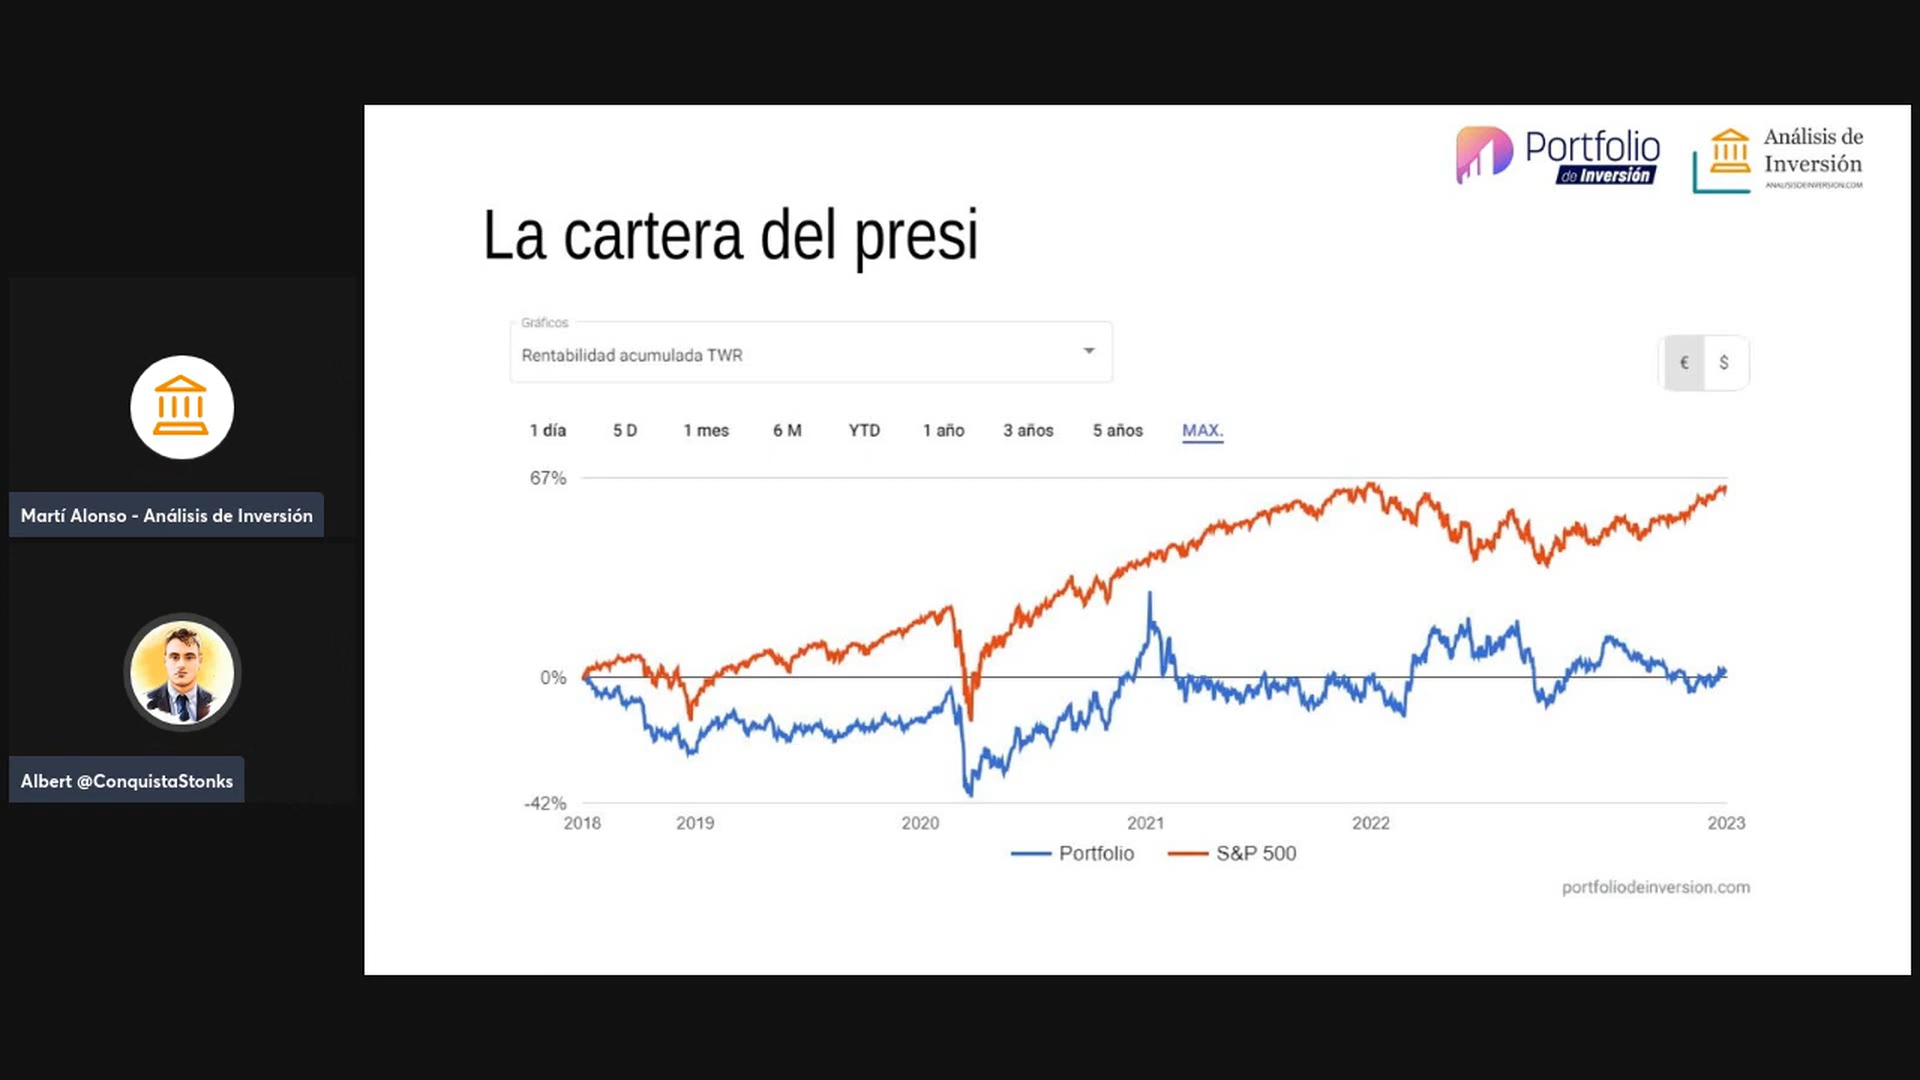 Portfolio
de Inversión
Análisis de
Inversión
ANALISISDEINVERSION.COM
La cartera del presi
Gráficos
Rentabilidad acumulada TWR
€ $
1 día 5 D 1 mes 6 M YTD 1 año 3 años 5 años MAX.
67%
0%
-42%
2018 2019 2020 2021 2022 2023
Portfolio S&P 500
portfoliodeinversion.com
Martí Alonso - Análisis de Inversión
Albert @ConquistaStonks